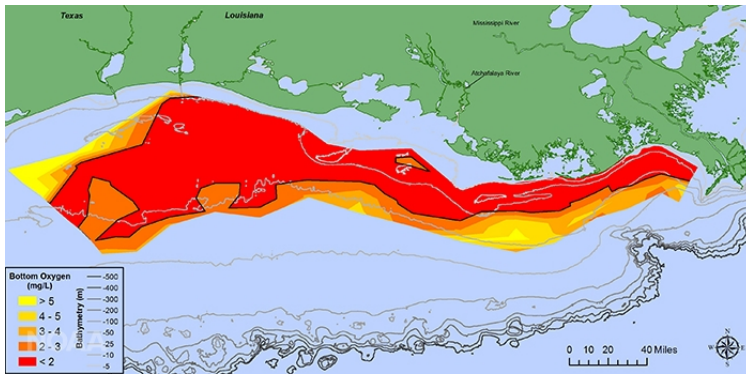 Texas
Louisiana
Mississippi River
Atchafalaya River
Bottom Oxygen
(mg/L)
> 5
4 - 5
3 - 4
2 - 3
< 2
Bathymetry (m)
-500
-400
-300
-200
-100
-50
-25
-10
-5
NOAA
0 10 20 40 Miles
N
W E
S